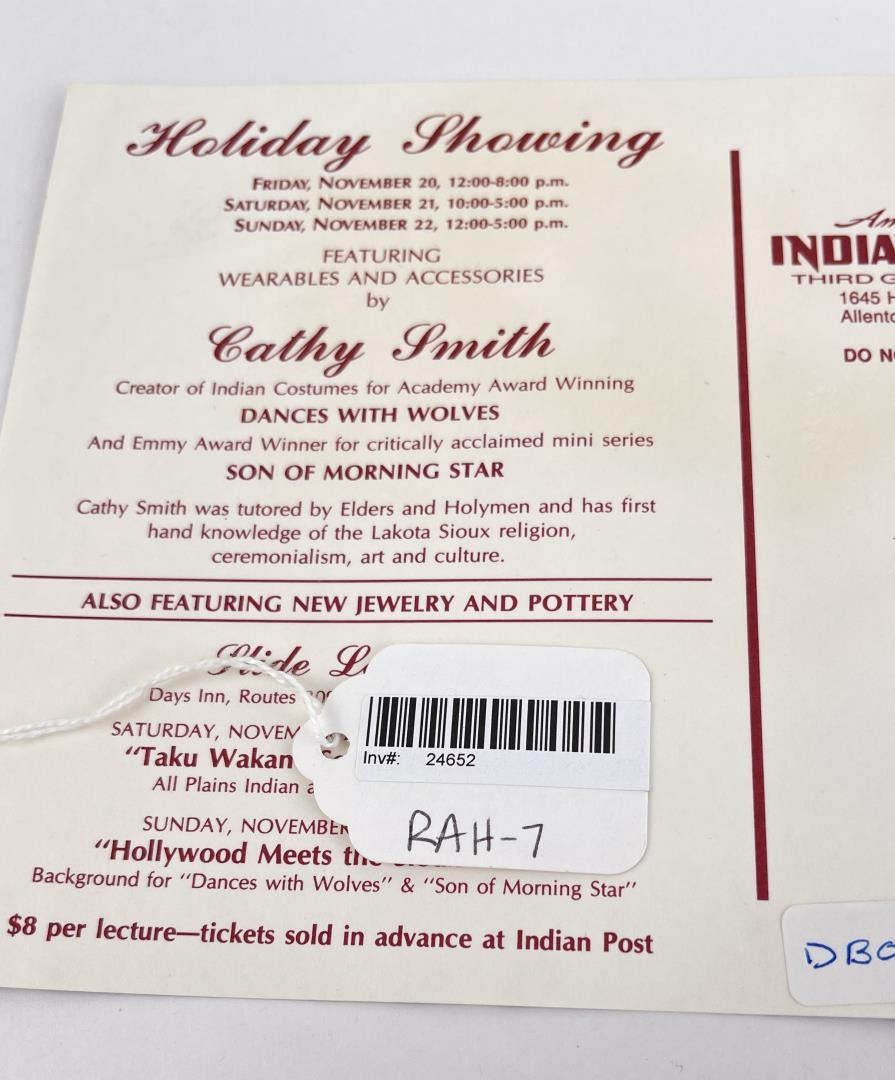 Holiday Showing
FRIDAY, NOVEMBER 20, 12:00-8:00 p.m.
SATURDAY, NOVEMBER 21, 10:00-5:00 p.m.
SUNDAY, NOVEMBER 22, 12:00-5:00 p.m.
FEATURING
WEARABLES AND ACCESSORIES
by
Cathy Smith
Creator of Indian Costumes for Academy Award Winning
DANCES WITH WOLVES
And Emmy Award Winner for critically acclaimed mini series
SON OF MORNING STAR
Cathy Smith was tutored by Elders and Holymen and has first
hand knowledge of the Lakota Sioux religion,
ceremonialism, art and culture.
ALSO FEATURING NEW JEWELRY AND POTTERY
Slide
Days Inn, Routes
SATURDAY,
"Taku Wakan
All Plains Indian
SUNDAY, NOVEMBER
"Hollywood Meets the
Background for "Dances with Wolves" & "Son of Morning Star"
$8 per lecture—tickets sold in advance at Indian Post
Inv#: 24652
RAH-7
INDIA
THIRD
1645
DO